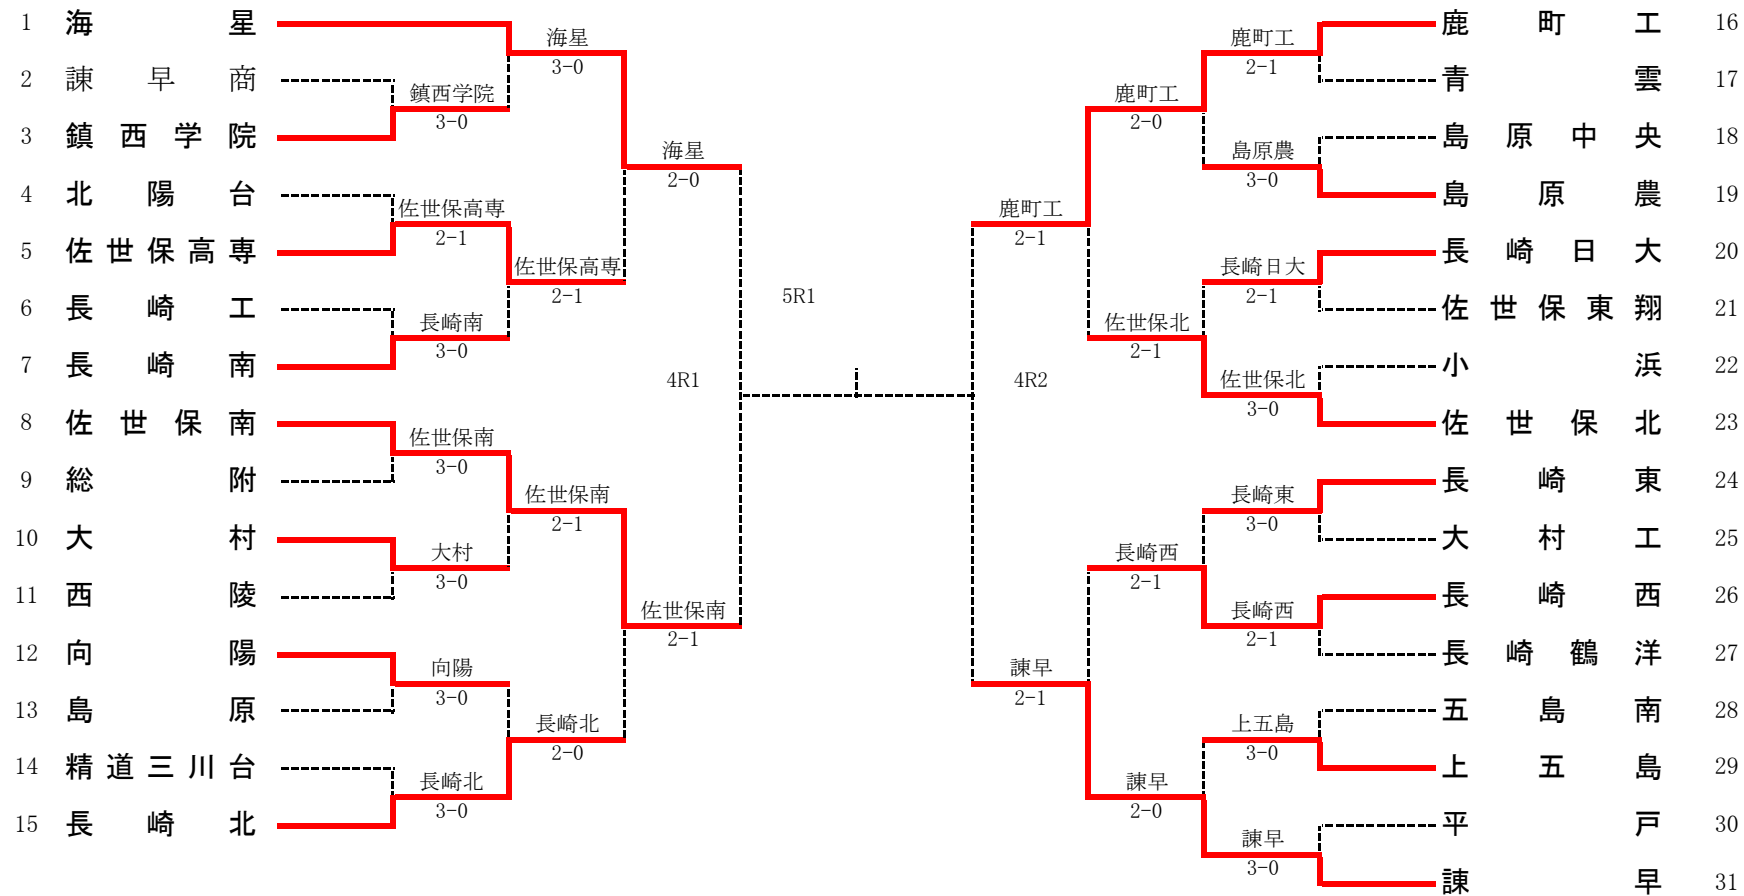 1 海星
2 諫早商
3 鎮西学院
4 北陽台
5 佐世保高専
6 長崎工
7 長崎南
8 佐世保南
9 総附
10 大村
11 西陵
12 向陽
13 島原
14 精道三川台
15 長崎北
鎮西学院
3-0
佐世保高専
2-1
長崎南
3-0
佐世保南
3-0
大村
3-0
向陽
3-0
長崎北
3-0
海星
3-0
佐世保高専
2-1
佐世保南
2-1
長崎北
2-0
海星
2-0
佐世保南
2-1
4R1
5R1
4R2
鹿町工
2-1
諫早
2-1
鹿町工
2-0
佐世保北
2-1
長崎西
2-1
諫早
2-0
鹿町工
2-1
島原農
3-0
長崎日大
2-1
佐世保北
3-0
長崎東
3-0
長崎西
2-1
上五島
3-0
諫早
3-0
鹿町工 16
青雲 17
島原中央 18
島原農 19
長崎日大 20
佐世保東翔 21
小浜 22
佐世保北 23
長崎東 24
大村工 25
長崎西 26
長崎鶴洋 27
五島南 28
上五島 29
平戸 30
諫早 31